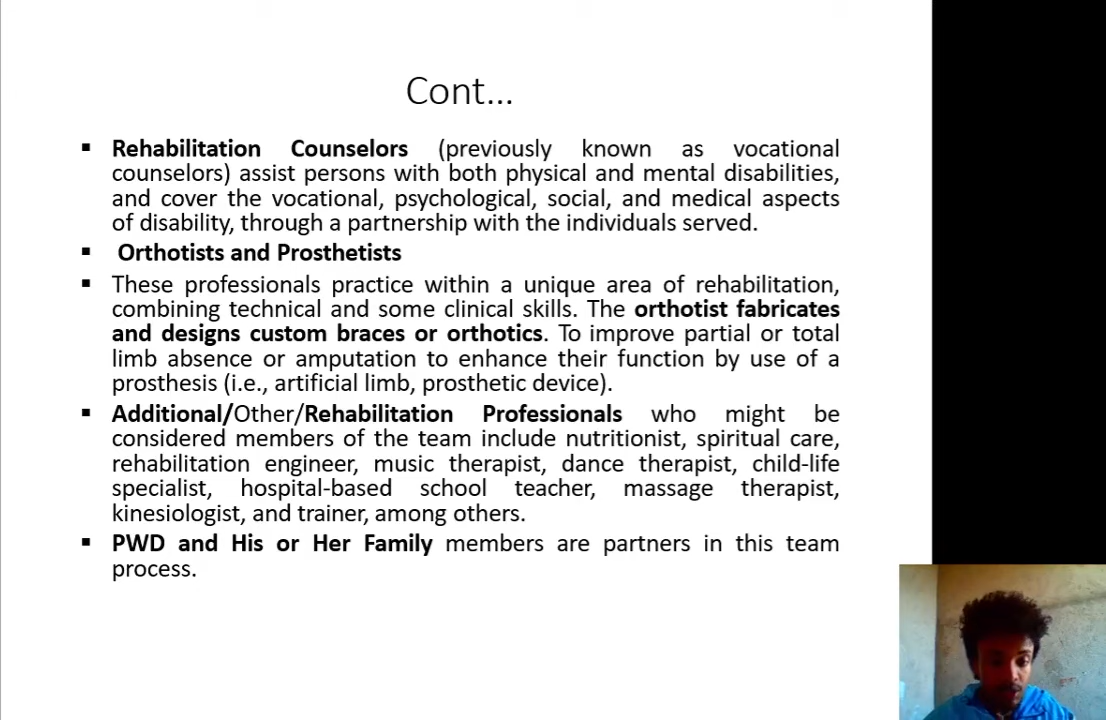 Cont...
▪ Rehabilitation Counselors (previously known as vocational
counselors) assist persons with both physical and mental disabilities,
and cover the vocational, psychological, social, and medical aspects
of disability, through a partnership with the individuals served.
▪ Orthotists and Prosthetists
▪ These professionals practice within a unique area of rehabilitation,
combining technical and some clinical skills. The orthotist fabricates
and designs custom braces or orthotics. To improve partial or total
limb absence or amputation to enhance their function by use of a
prosthesis (i.e., artificial limb, prosthetic device).
▪ Additional/Other/Rehabilitation Professionals who might be
considered members of the team include nutritionist, spiritual care,
rehabilitation engineer, music therapist, dance therapist, child-life
specialist, hospital-based school teacher, massage therapist,
kinesiologist, and trainer, among others.
▪ PWD and His or Her Family members are partners in this team
process.